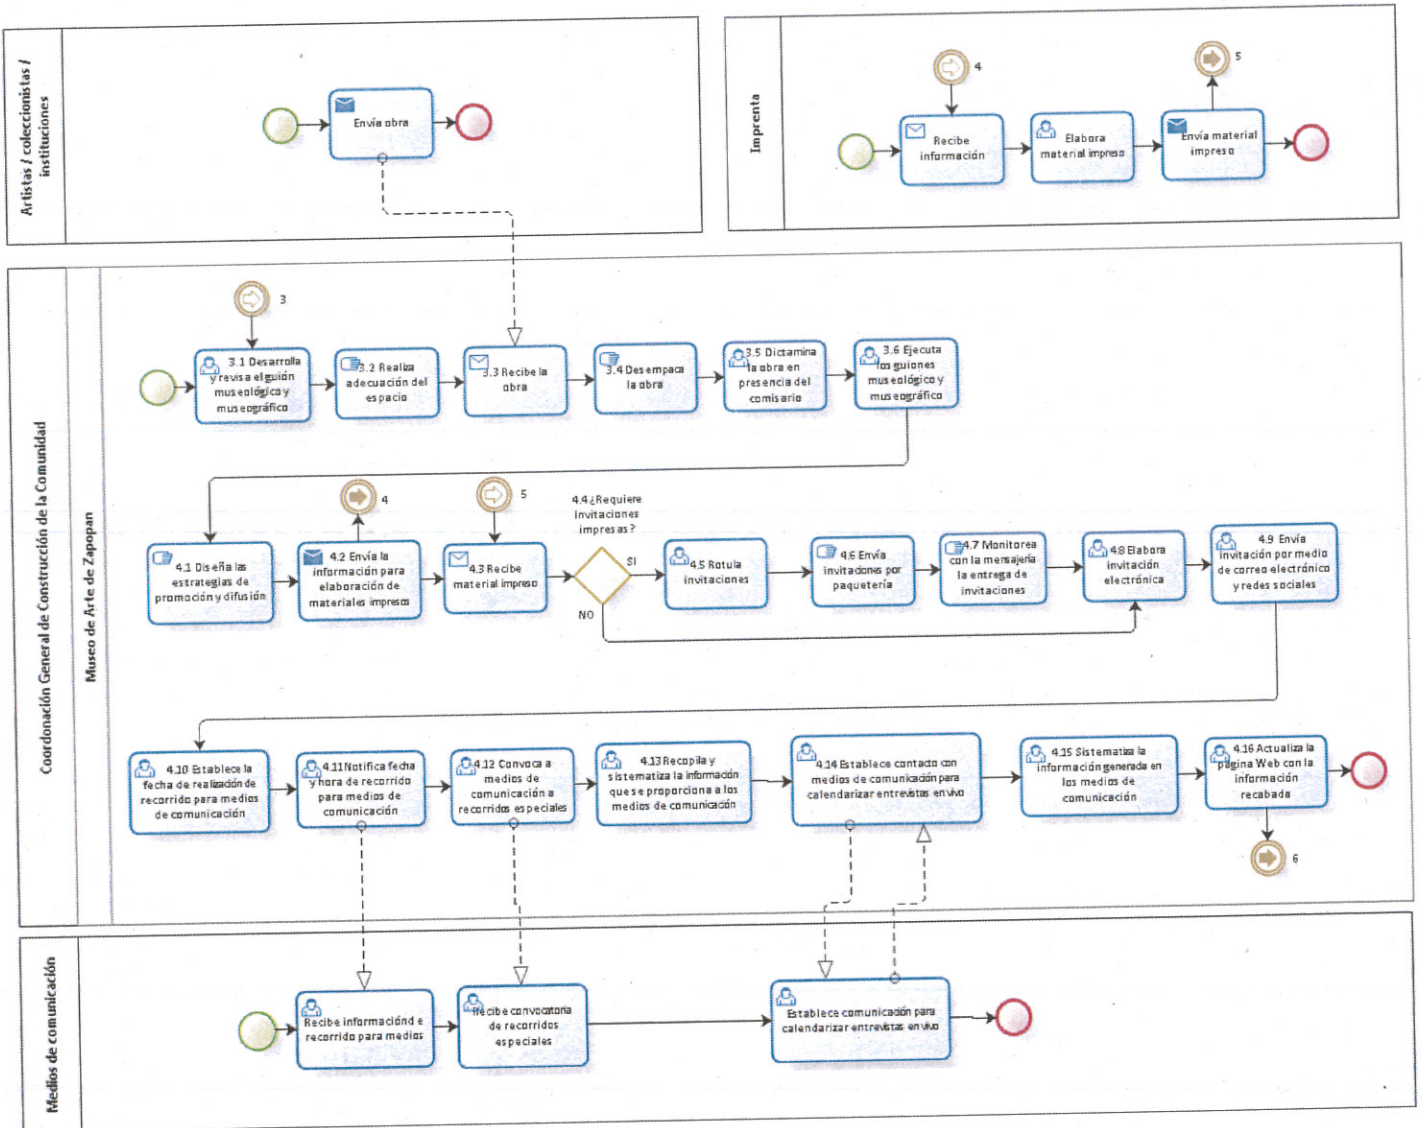 Artistas / coleccionistas /
instituciones
Envía obra
Imprenta
4
5
Recibe
información
Elabora
material impreso
Envía material
impreso
Coordonación General de Construcción de la Comunidad
Museo de Arte de Zapopan
3
3.1 Desarrolla
y revisa el guión
museológico y
museográfico
3.2 Realiza
adecuación del
espacio
3.3 Recibe la
obra
3.4 Desempaca
la obra
3.5 Dictamina
la obra en
presencia del
comisario
3.6 Ejecuta
los guiones
museológico y
museográfico
4
5
4.1 Diseña las
estrategias de
promoción y difusión
4.2 Envía la
información para
elaboración de
materiales impresos
4.3 Recibe
material impreso
4.4 ¿Requiere
Invitaciones
impresas?
SI
NO
4.5 Rotula
invitaciones
4.6 Envía
invitaciones por
paquetería
4.7 Monitorea
con la mensajería
la entrega de
invitaciones
4.8 Elabora
invitación
electrónica
4.9 Envía
invitación por medio
de correo electrónico
y redes sociales
4.10 Establece la
fecha de realización de
recorrido para medios
de comunicación
4.11 Notifica fecha
y hora de recorrido
para medios de
comunicación
4.12 Convoca a
medios de
comunicación a
recorridos especiales
4.13 Recopila y
sistematiza la información
que se proporciona a los
medios de comunicación
4.14 Establece contacto con
medios de comunicación para
calendarizar entrevistas en vivo
4.15 Sistematiza la
información generada en
los medios de
comunicación
4.16 Actualiza la
página Web con la
información
recabada
6
Medios de comunicación
Recibe informaciónd e
recorrido para medios
Recibe convocatoria
de recorridos
especiales
Establece comunicación para
calendarizar entrevistas en vivo